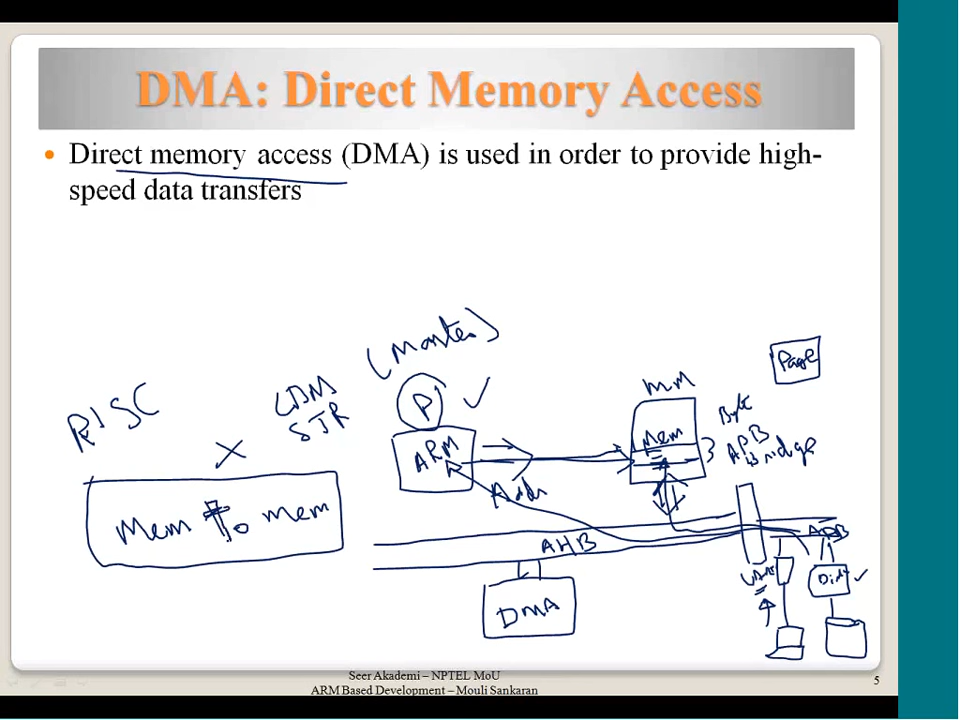 DMA: Direct Memory Access
• Direct memory access (DMA) is used in order to provide high-
speed data transfers
(Master)
RISC
LDM
STR
P
ARM
Addr
MM
Mem
Page
Byte
APB
bridge
Mem To mem
AHB
APB
UART
DMA
Seer Akademi – NPTEL MoU
ARM Based Development – Mouli Sankaran
5